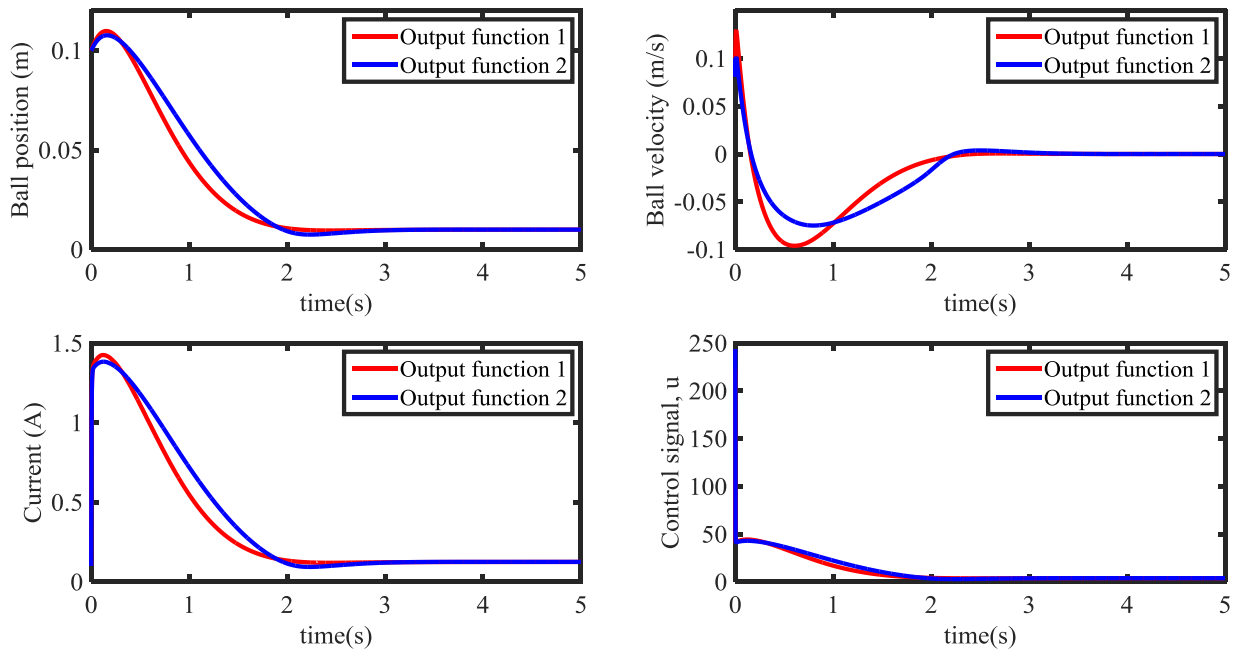 Ball position (m)
0.1
0.05
0
Output function 1
Output function 2
0 1 2 3 4 5
time(s)
Ball velocity (m/s)
0.1
0.05
0
-0.05
-0.1
Output function 1
Output function 2
0 1 2 3 4 5
time(s)
Current (A)
1.5
1
0.5
0
Output function 1
Output function 2
0 1 2 3 4 5
time(s)
Control signal, u
250
200
150
100
50
0
Output function 1
Output function 2
0 1 2 3 4 5
time(s)